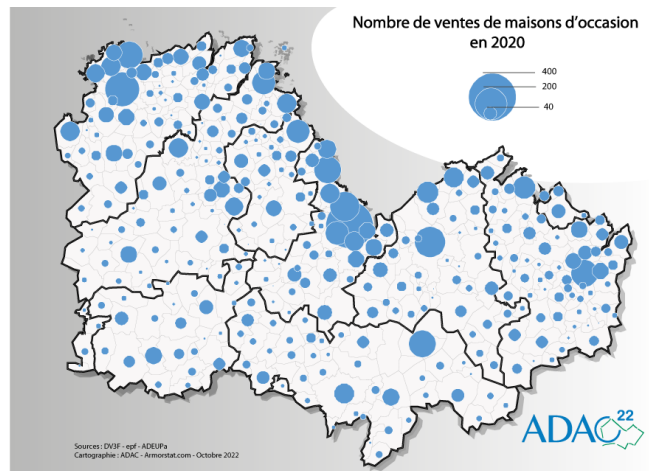 Nombre de ventes de maisons d’occasion
en 2020
400
200
40
ADAC 22
Sources : DV3F - epf - ADEUPa
Cartographie : ADAC - Armorstat.com - Octobre 2022